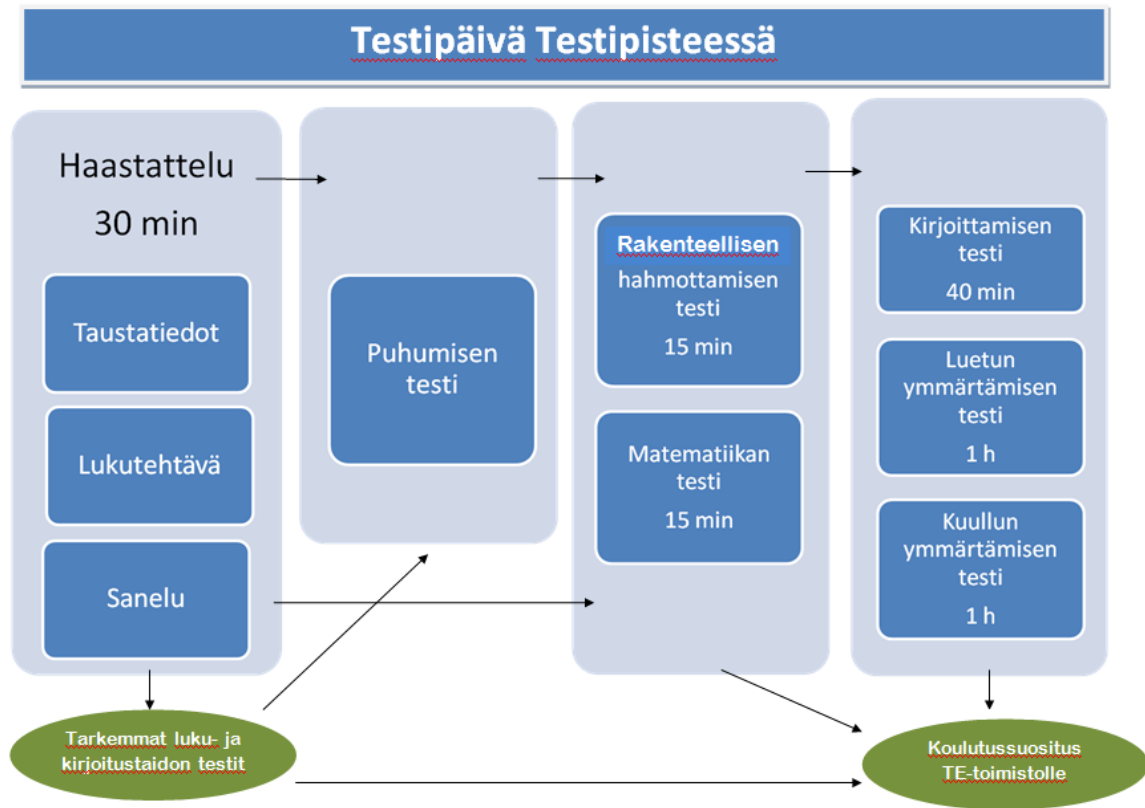 Testipäivä Testipisteessä
Haastattelu
30 min
Taustatiedot
Lukutehtävä
Sanelu
Tarkemmat luku- ja
kirjoitustaidon testit
Puhumisen
testi
Rakenteellisen
hahmottamisen
testi
15 min
Matematiikan
testi
15 min
Kirjoittamisen
testi
40 min
Luetun
ymmärtämisen
testi
1 h
Kuullun
ymmärtämisen
testi
1 h
Koulutussuositus
TE-toimistolle